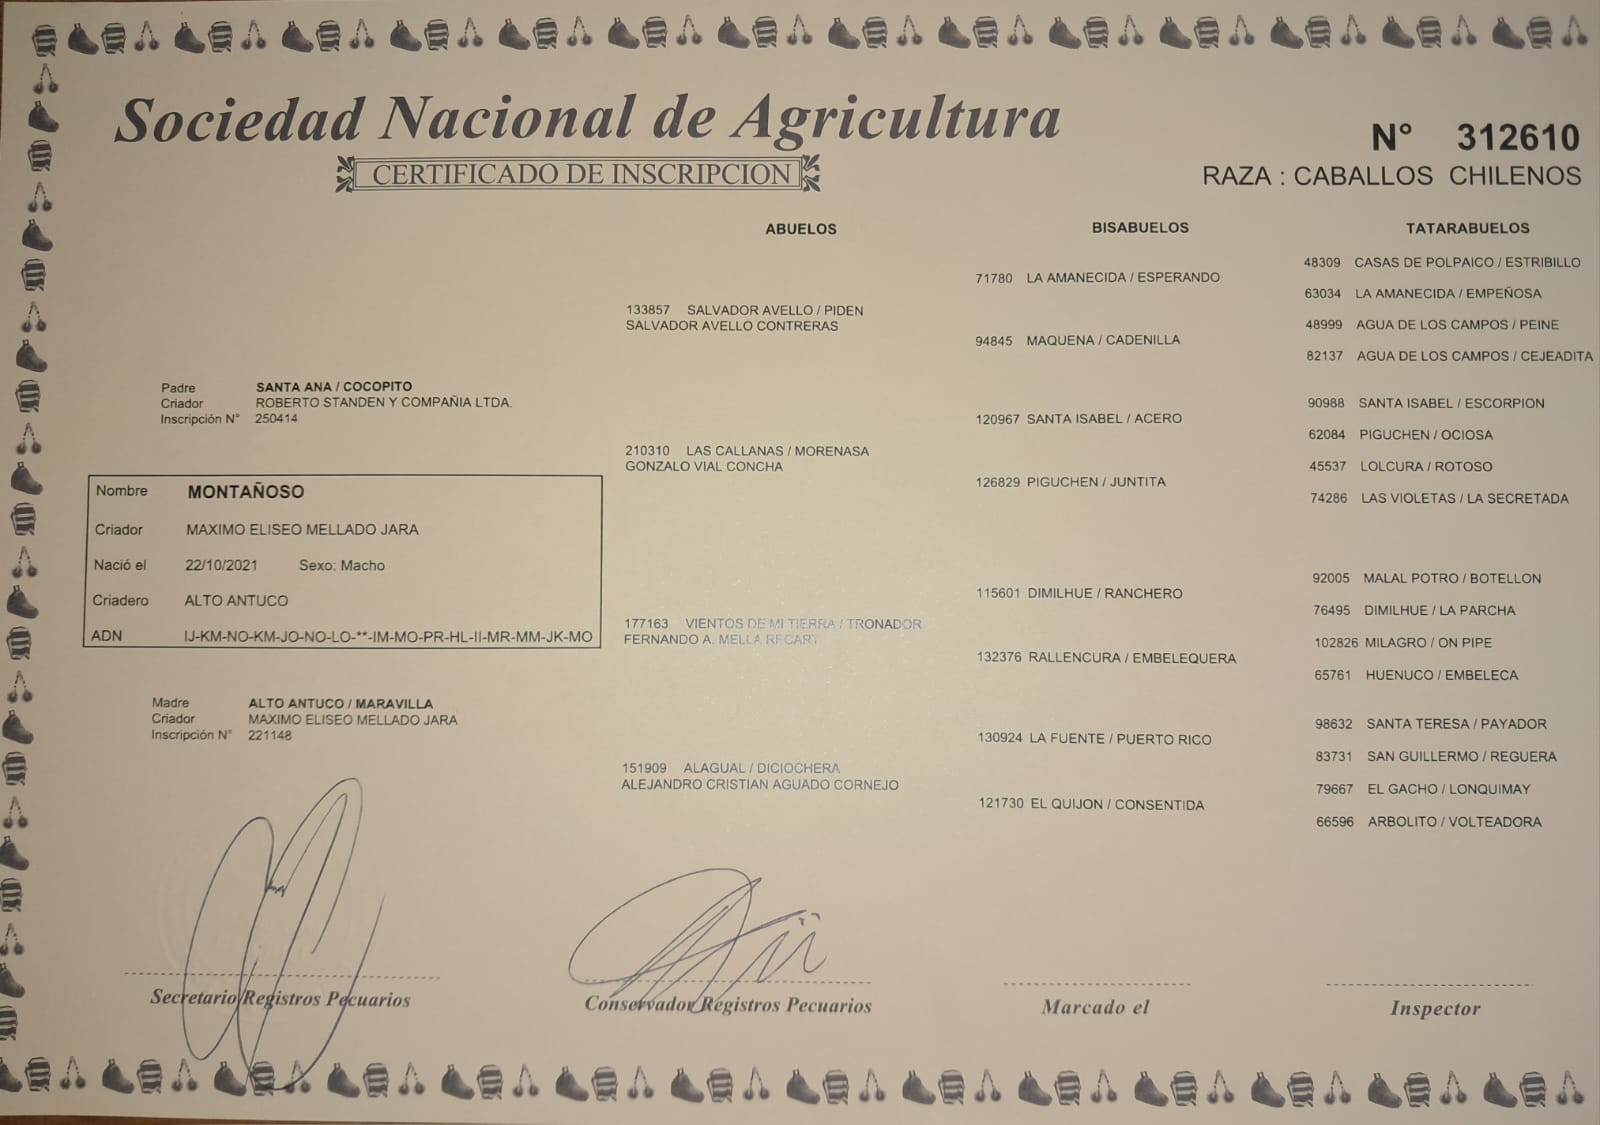 Sociedad Nacional de Agricultura
CERTIFICADO DE INSCRIPCION
N° 312610
RAZA : CABALLOS CHILENOS
ABUELOS
BISABUELOS
TATARABUELOS
Padre SANTA ANA / COCOPITO
Criador ROBERTO STANDEN Y COMPAÑIA LTDA.
Inscripción N° 250414
Nombre MONTAÑOSO
Criador MAXIMO ELISEO MELLADO JARA
Nació el 22/10/2021 Sexo: Macho
Criadero ALTO ANTUCO
ADN IJ-KM-NO-KM-JO-NO-LO-**-IM-MO-PR-HL-II-MR-MM-JK-MO
Madre ALTO ANTUCO / MARAVILLA
Criador MAXIMO ELISEO MELLADO JARA
Inscripción N° 221148
133857 SALVADOR AVELLO / PIDEN
SALVADOR AVELLO CONTRERAS
210310 LAS CALLANAS / MORENASA
GONZALO VIAL CONCHA
177163 VIENTOS DE MI TIERRA / TRONADOR
FERNANDO A. MELLA RECART
151909 ALAGUAL / DICIOCHERA
ALEJANDRO CRISTIAN AGUADO CORNEJO
71780 LA AMANECIDA / ESPERANDO
94845 MAQUENA / CADENILLA
120967 SANTA ISABEL / ACERO
126829 PIGUCHEN / JUNTITA
115601 DIMILHUE / RANCHERO
132376 RALLENCURA / EMBELEQUERA
130924 LA FUENTE / PUERTO RICO
121730 EL QUIJON / CONSENTIDA
48309 CASAS DE POLPAICO / ESTRIBILLO
63034 LA AMANECIDA / EMPEÑOSA
48999 AGUA DE LOS CAMPOS / PEINE
82137 AGUA DE LOS CAMPOS / CEJEADITA
90988 SANTA ISABEL / ESCORPION
62084 PIGUCHEN / OCIOSA
45537 LOLCURA / ROTOSO
74286 LAS VIOLETAS / LA SECRETADA
92005 MALAL POTRO / BOTELLON
76495 DIMILHUE / LA PARCHA
102826 MILAGRO / ON PIPE
65761 HUENUCO / EMBELECA
98632 SANTA TERESA / PAYADOR
83731 SAN GUILLERMO / REGUERA
79667 EL GACHO / LONQUIMAY
66596 ARBOLITO / VOLTEADORA
Secretario Registros Pecuarios
Conservador Registros Pecuarios
Marcado el
Inspector